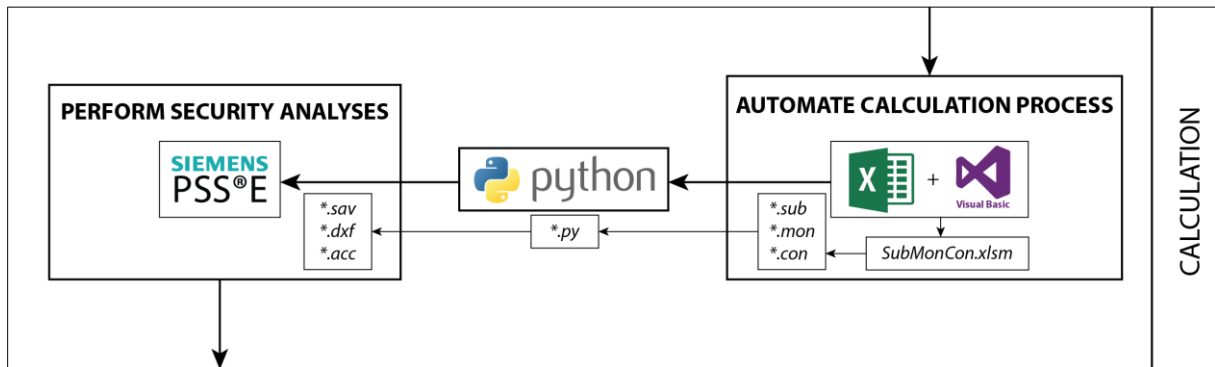 PERFORM SECURITY ANALYSES
SIEMENS
PSS®E
*.sav
*.dxf
*.acc
python
*.py
AUTOMATE CALCULATION PROCESS
X
+
Visual Basic
*.sub
*.mon
*.con
SubMonCon.xlsm
CALCULATION